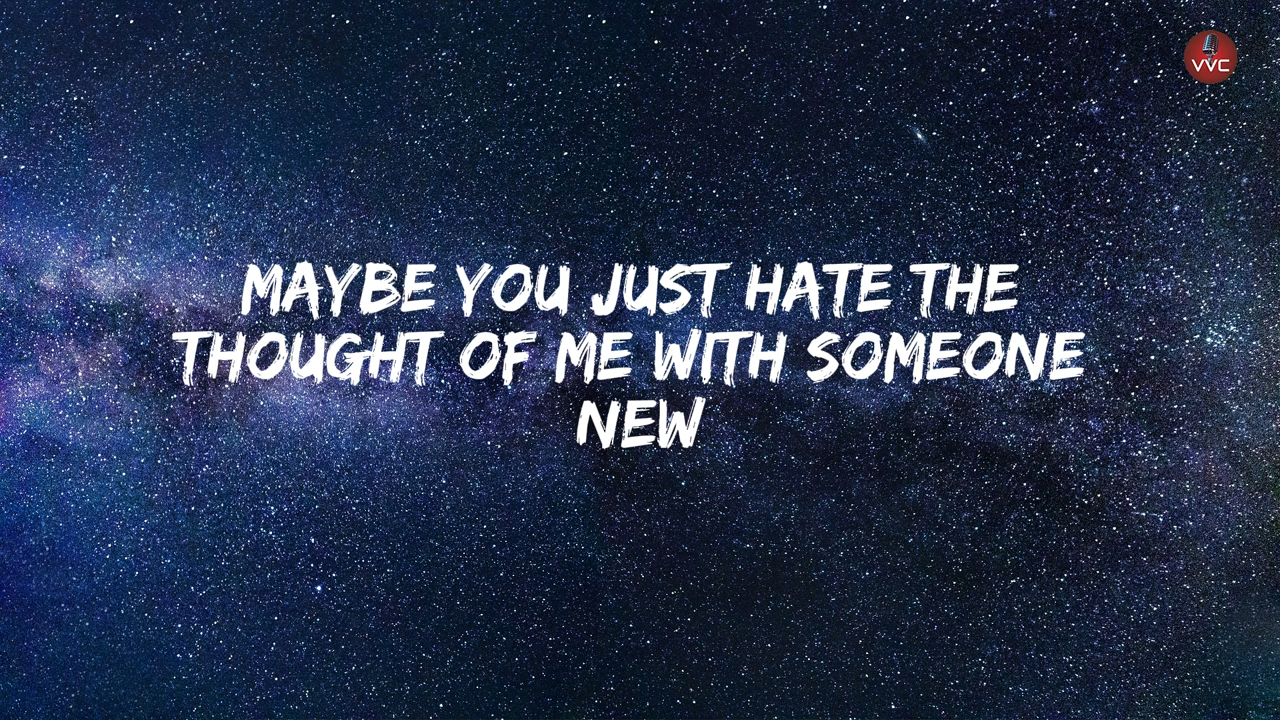 VVC
MAYBE YOU JUST HATE THE
THOUGHT OF ME WITH SOMEONE
NEW